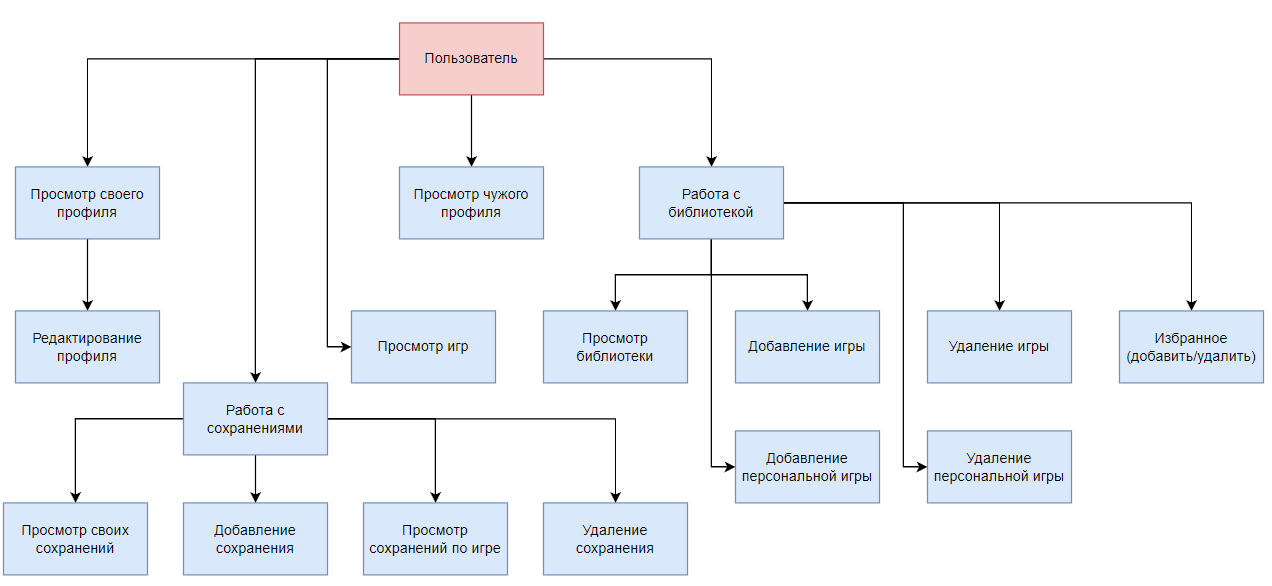 Пользователь
Просмотр своего
профиля
Просмотр чужого
профиля
Работа с
библиотекой
Редактирование
профиля
Просмотр игр
Просмотр
библиотеки
Добавление игры
Удаление игры
Избранное
(добавить/удалить)
Работа с
сохранениями
Добавление
персональной игры
Удаление
персональной игры
Просмотр своих
сохранений
Добавление
сохранения
Просмотр
сохранений по игре
Удаление
сохранения